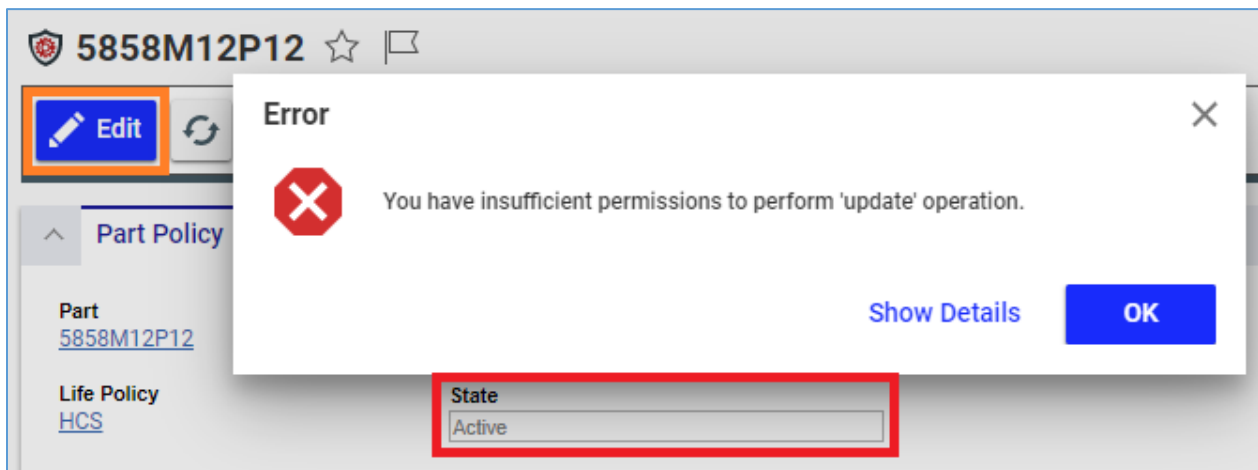 5858M12P12
Edit
Error
You have insufficient permissions to perform 'update' operation.
Show Details
OK
Part Policy
Part
5858M12P12
Life Policy
HCS
State
Active